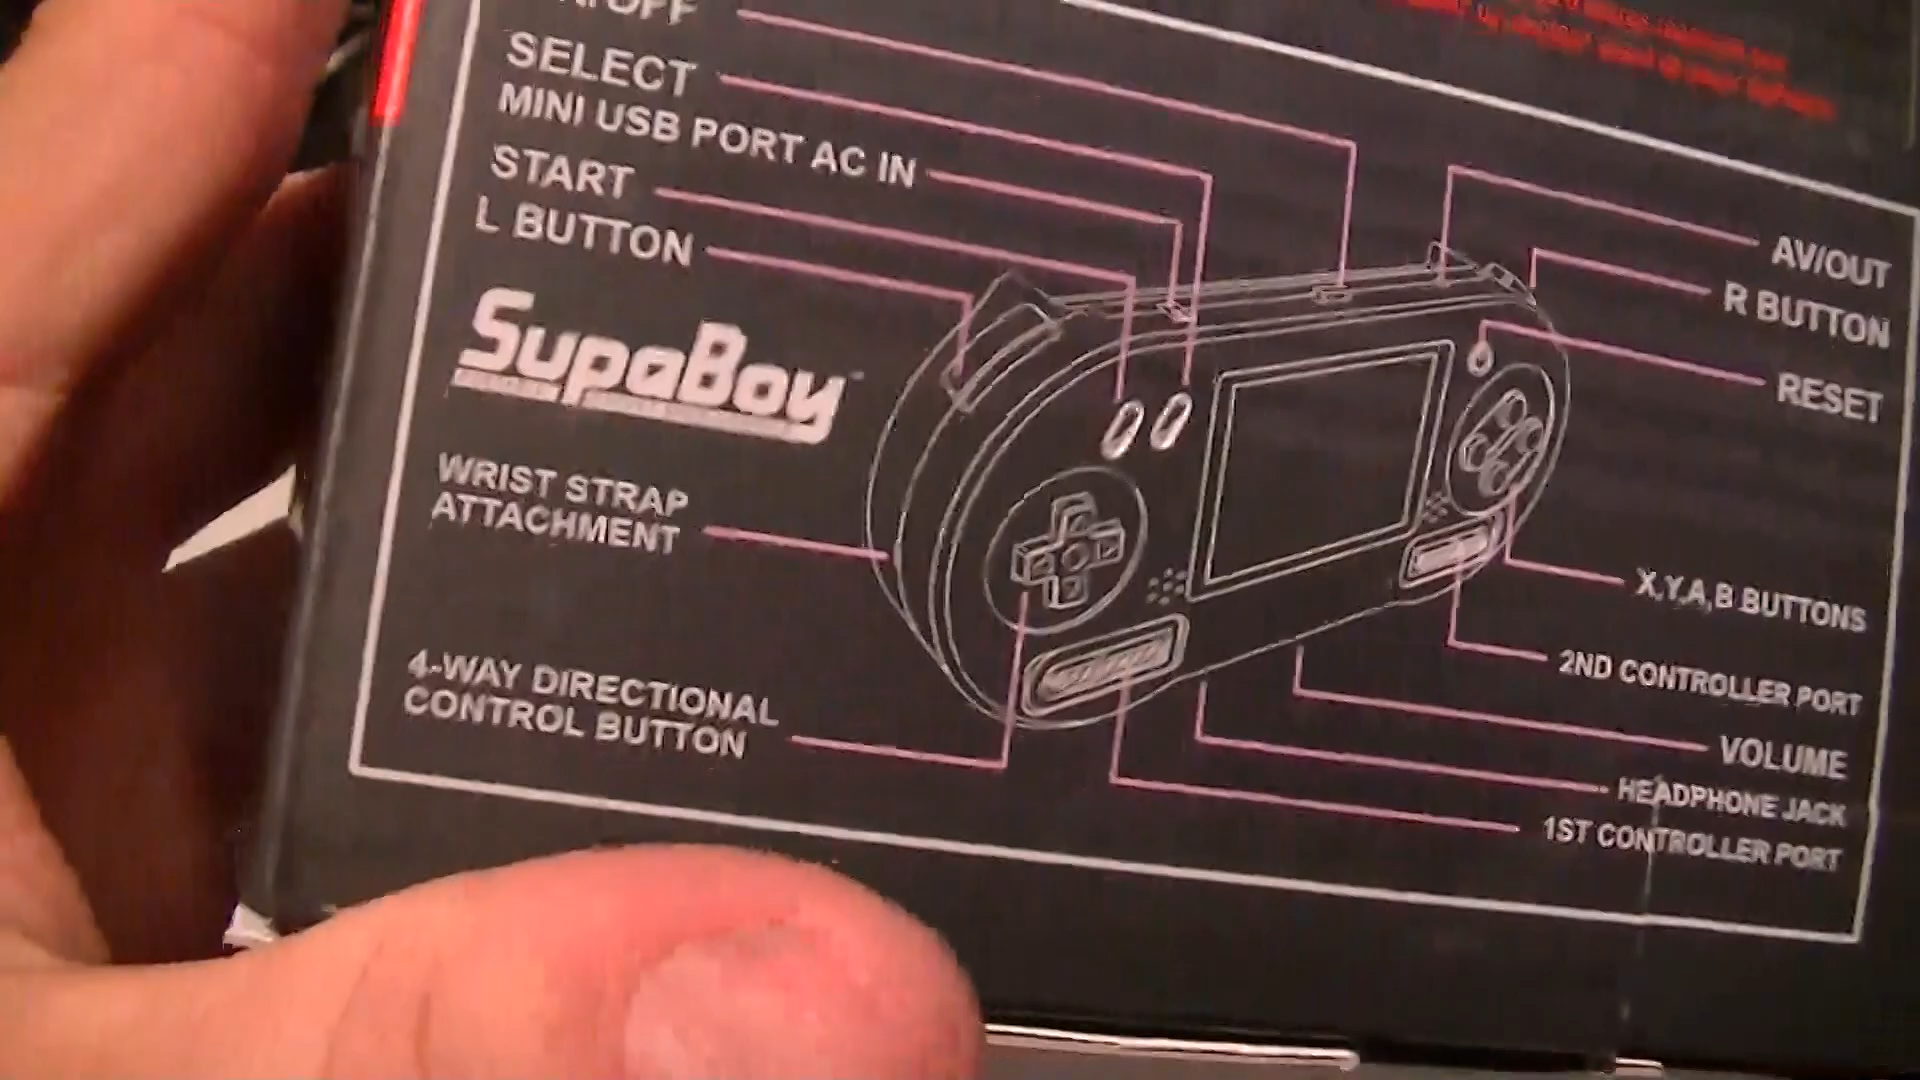 SELECT
MINI USB PORT AC IN
START
L BUTTON
SupaBoy
WRIST STRAP
ATTACHMENT
4-WAY DIRECTIONAL
CONTROL BUTTON
AV/OUT
R BUTTON
RESET
X,Y,A,B BUTTONS
2ND CONTROLLER PORT
VOLUME
HEADPHONE JACK
1ST CONTROLLER PORT